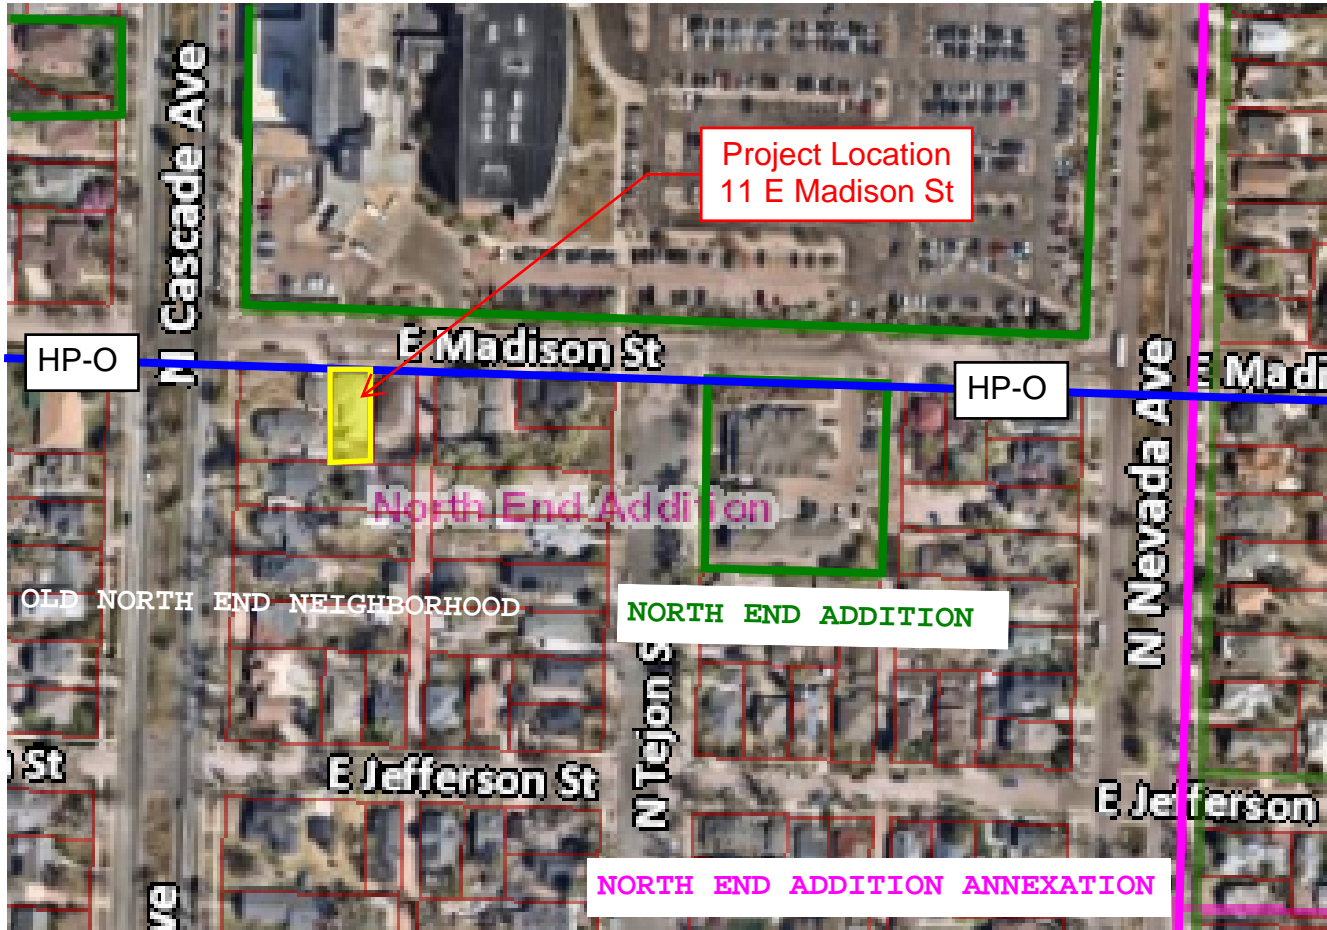 N Cascade Ave
Project Location
11 E Madison St
E Madison St
HP-O
HP-O
E Madi
N Nevada Ave
North End Addition
OLD NORTH END NEIGHBORHOOD
NORTH END ADDITION
N Tejon S
St
E Jefferson St
E Jefferson
NORTH END ADDITION ANNEXATION
ve